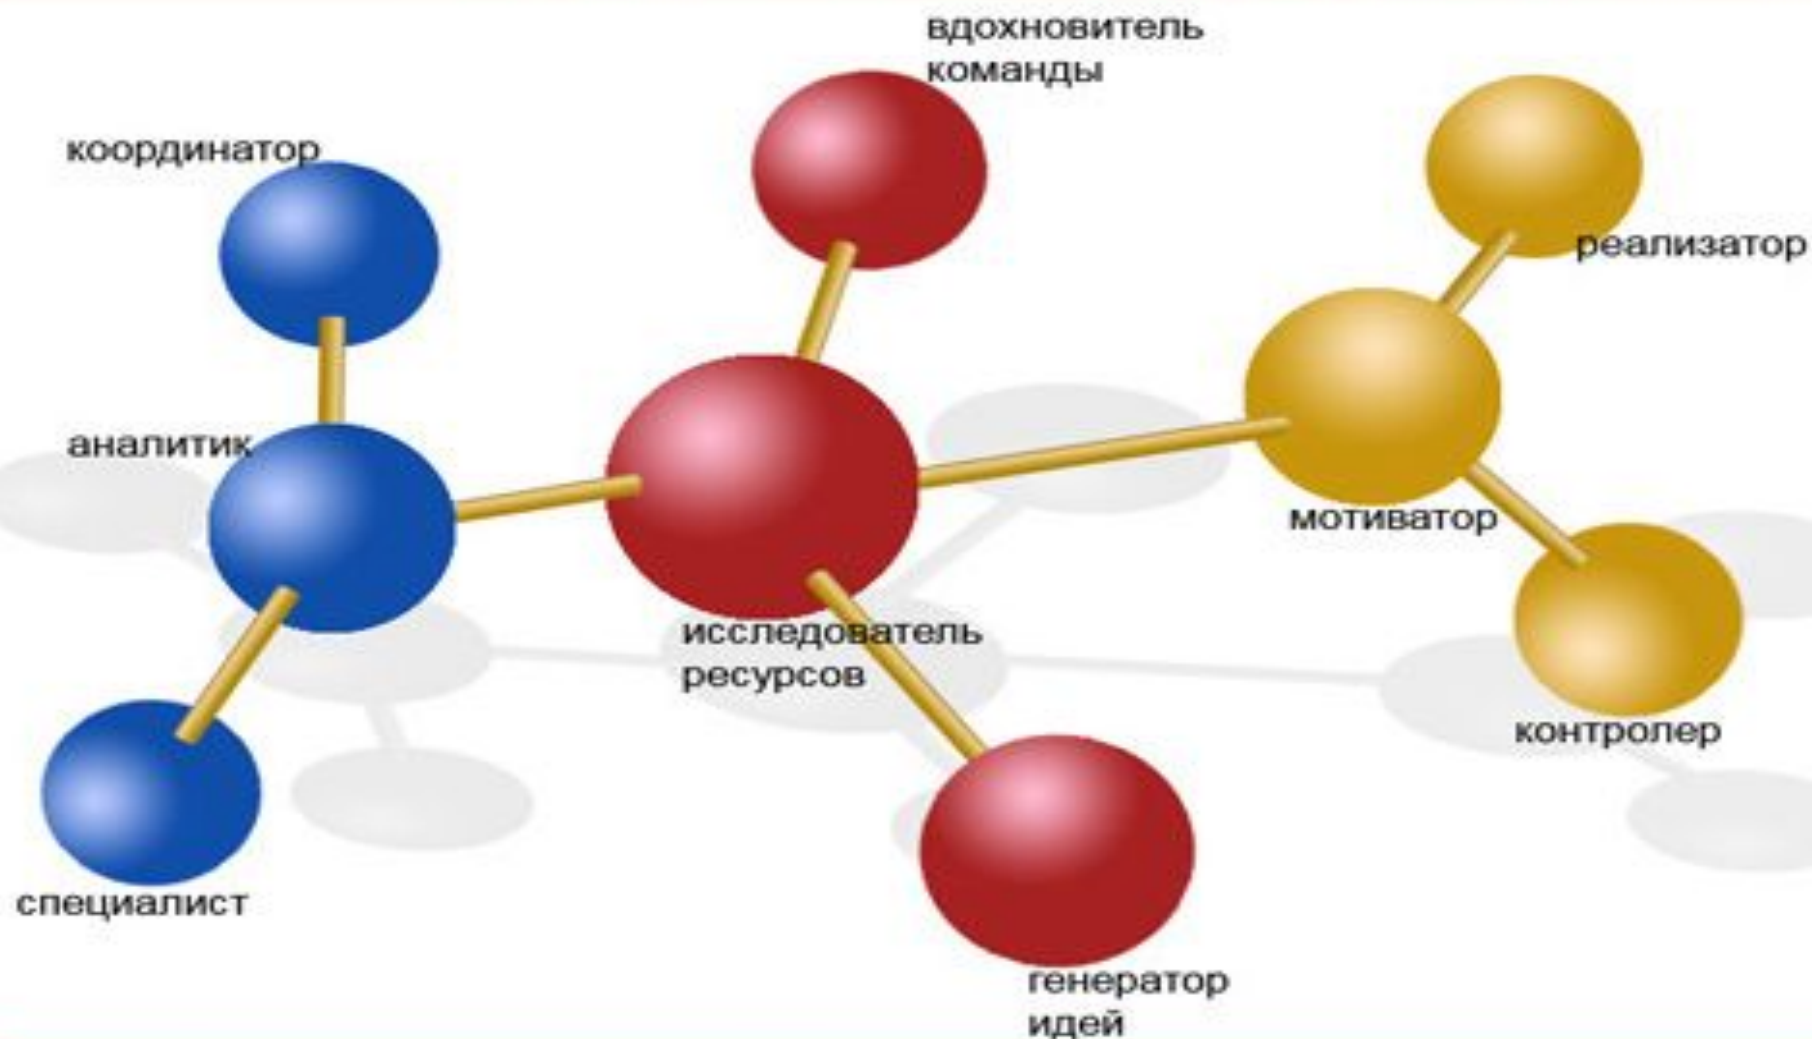 вдохновитель
команды
координатор
реализатор
аналитик
мотиватор
исследователь
ресурсов
контролер
специалист
генератор
идей